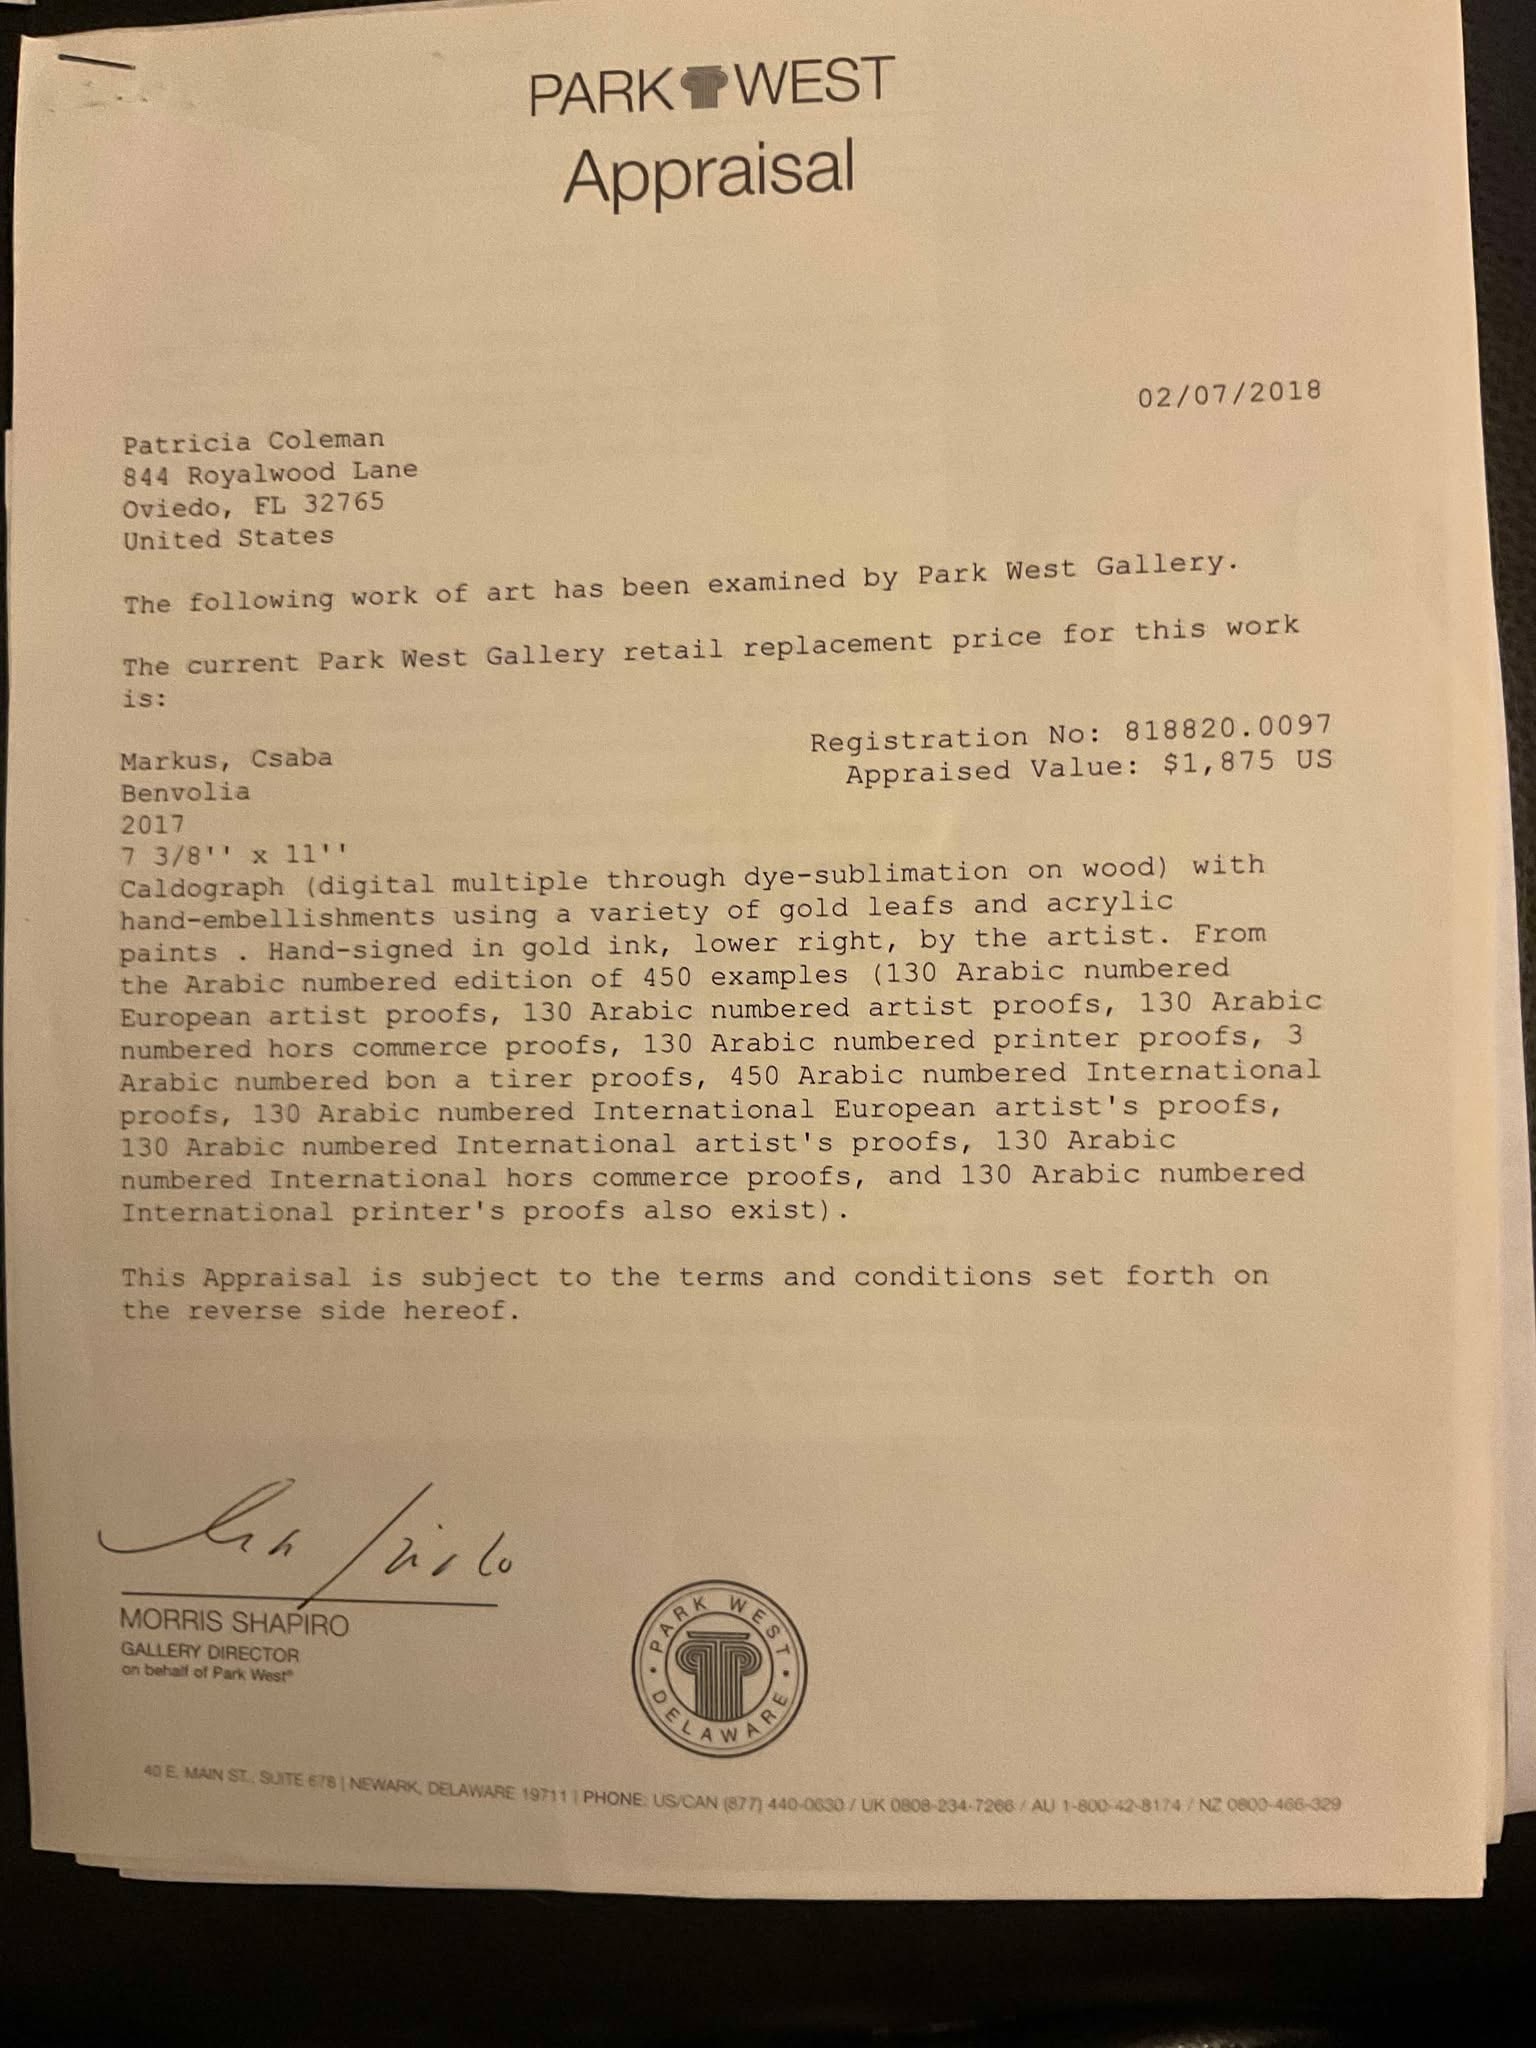 PARK WEST
Appraisal
02/07/2018
Patricia Coleman
844 Royalwood Lane
Oviedo, FL 32765
United States
The following work of art has been examined by Park West Gallery.
The current Park West Gallery retail replacement price for this work
is:
Registration No: 818820.0097
Appraised Value: $1,875 US
Markus, Csaba
Benvolia
2017
7 3/8'' x 11''
Caldograph (digital multiple through dye-sublimation on wood) with
hand-embellishments using a variety of gold leafs and acrylic
paints . Hand-signed in gold ink, lower right, by the artist. From
the Arabic numbered edition of 450 examples (130 Arabic numbered
European artist proofs, 130 Arabic numbered artist proofs, 130 Arabic
numbered hors commerce proofs, 130 Arabic numbered printer proofs, 3
Arabic numbered bon a tirer proofs, 450 Arabic numbered International
proofs, 130 Arabic numbered International European artist's proofs,
130 Arabic numbered International artist's proofs, 130 Arabic
numbered International hors commerce proofs, and 130 Arabic numbered
International printer's proofs also exist).
This Appraisal is subject to the terms and conditions set forth on
the reverse side hereof.
MORRIS SHAPIRO
GALLERY DIRECTOR
on behalf of Park West®
PARK WEST
DELAWARE
40 E. MAIN ST., SUITE 678 | NEWARK, DELAWARE 19711 | PHONE: US/CAN (877) 440-0630 / UK 0808-234-7266 / AU 1-800-42-8174 / NZ 0800-466-329